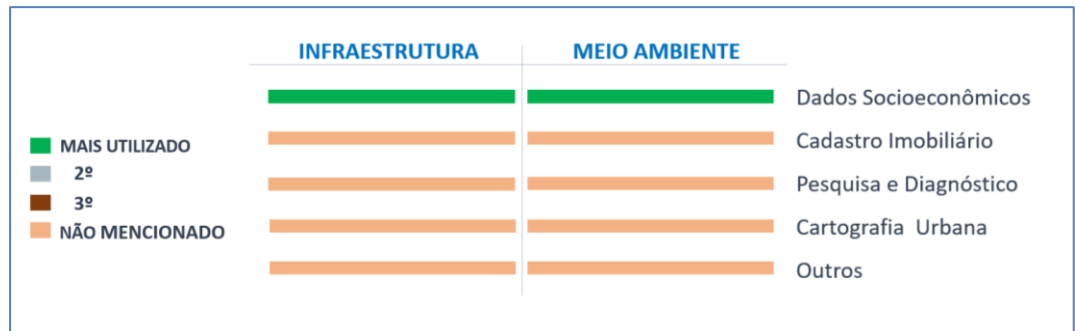 INFRAESTRUTURA
MEIO AMBIENTE
Dados Socioeconômicos
Cadastro Imobiliário
Pesquisa e Diagnóstico
Cartografia Urbana
Outros
MAIS UTILIZADO
2º
3º
NÃO MENCIONADO